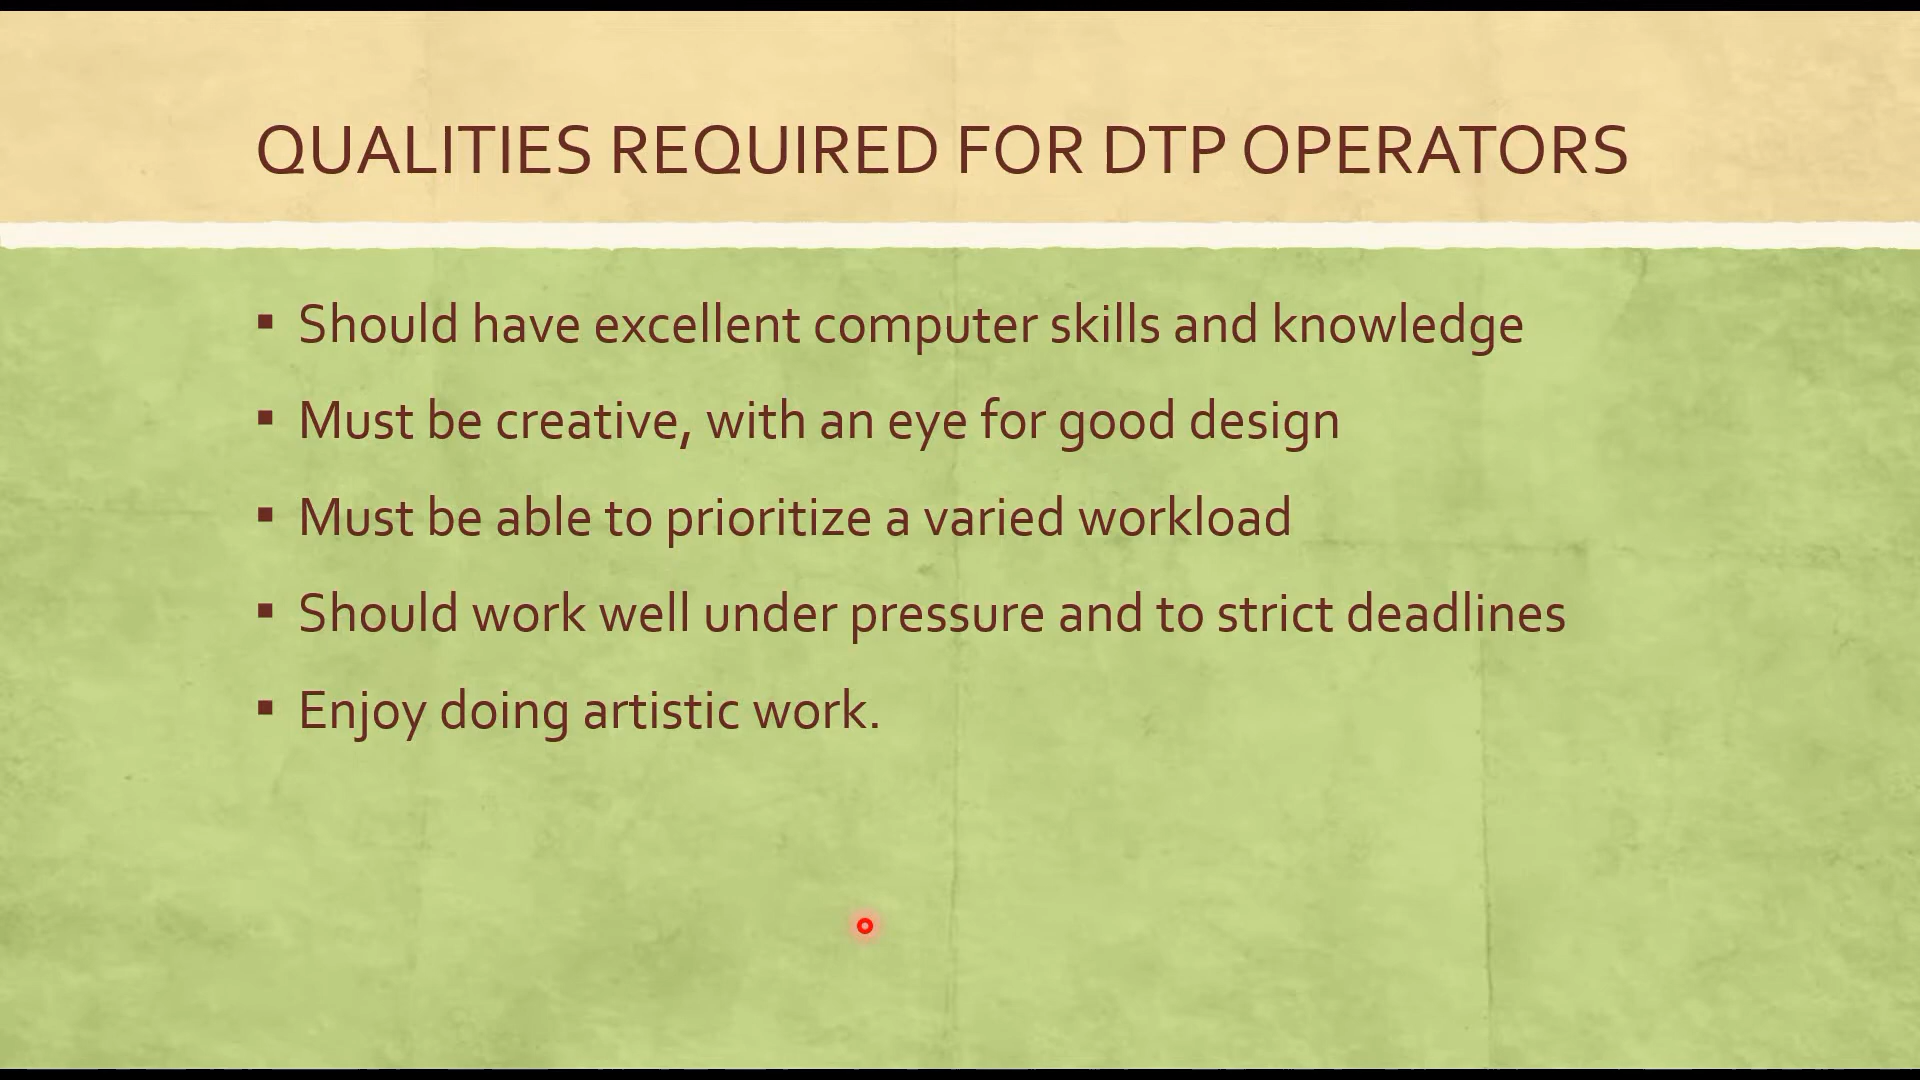 QUALITIES REQUIRED FOR DTP OPERATORS
▪ Should have excellent computer skills and knowledge
▪ Must be creative, with an eye for good design
▪ Must be able to prioritize a varied workload
▪ Should work well under pressure and to strict deadlines
▪ Enjoy doing artistic work.